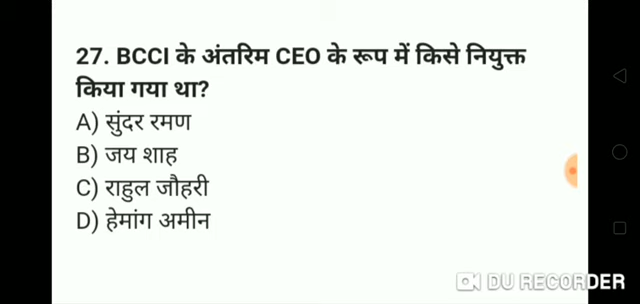 27. BCCI के अंतरिम CEO के रूप में किसे नियुक्त
किया गया था?
A) सुंदर रमण
B) जय शाह
C) राहुल जौहरी
D) हेमांग अमीन
DU RECORDER